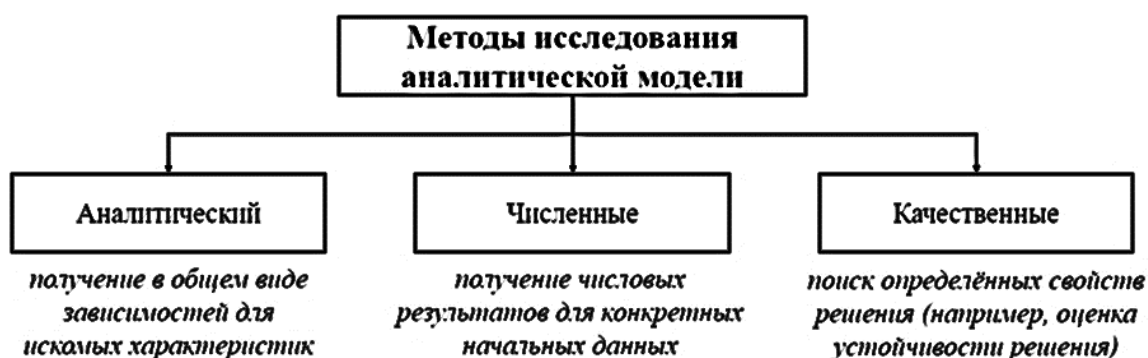 Методы исследования
аналитической модели
Аналитический
Численные
Качественные
получение в общем виде
зависимостей для
искомых характеристик
получение числовых
результатов для конкретных
начальных данных
поиск определённых свойств
решения (например, оценка
устойчивости решения)